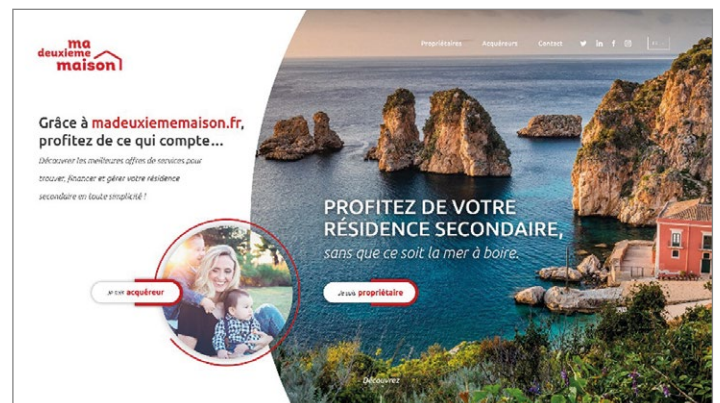 ma
deuxieme
maison
Propriétaires Acquéreurs Contact
Grâce à madeuxiememaison.fr,
profitez de ce qui compte...
Découvrez les meilleures offres de services pour
trouver, financer et gérer votre résidence
secondaire en toute simplicité !
PROFITEZ DE VOTRE
RÉSIDENCE SECONDAIRE,
sans que ce soit la mer à boire.
Je suis acquéreur
Je suis propriétaire
Découvrez